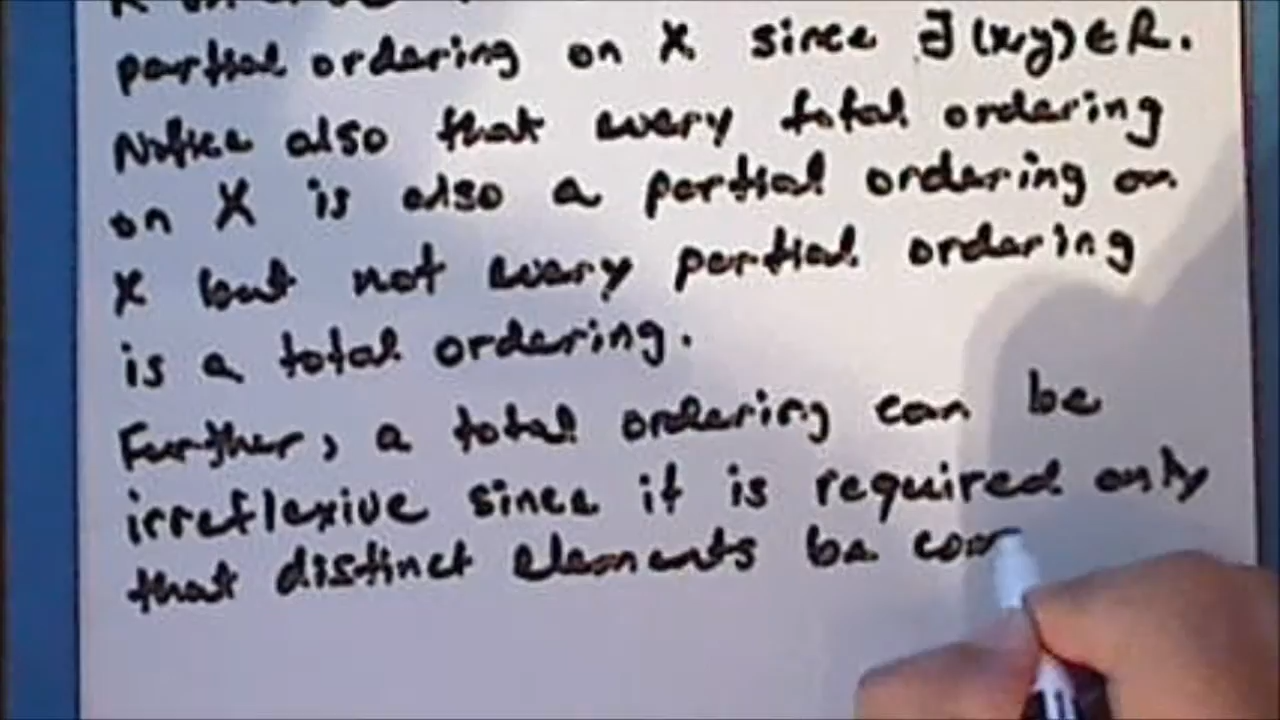 partial ordering on X since ∃ (x,y) ∈ R.
Notice also that every total ordering
on X is also a partial ordering on
X but not every partial ordering
is a total ordering.
Further, a total ordering can be
irreflexive since it is required only
that distinct elements be com